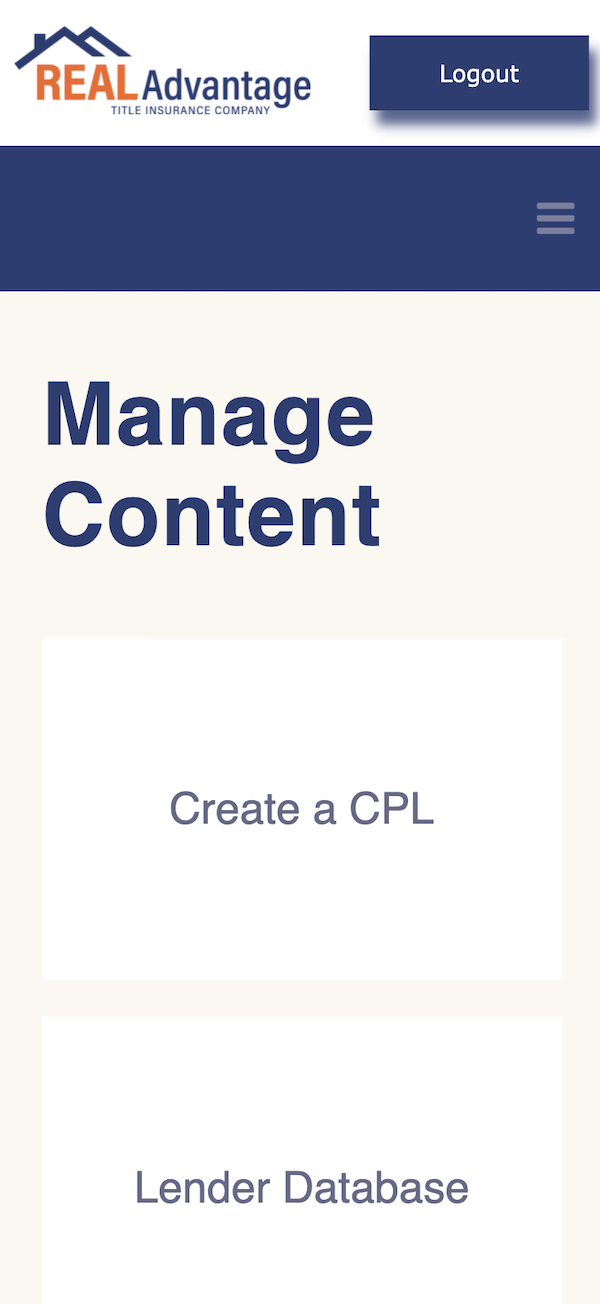 REAL Advantage
TITLE INSURANCE COMPANY
Logout
Manage
Content
Create a CPL
Lender Database